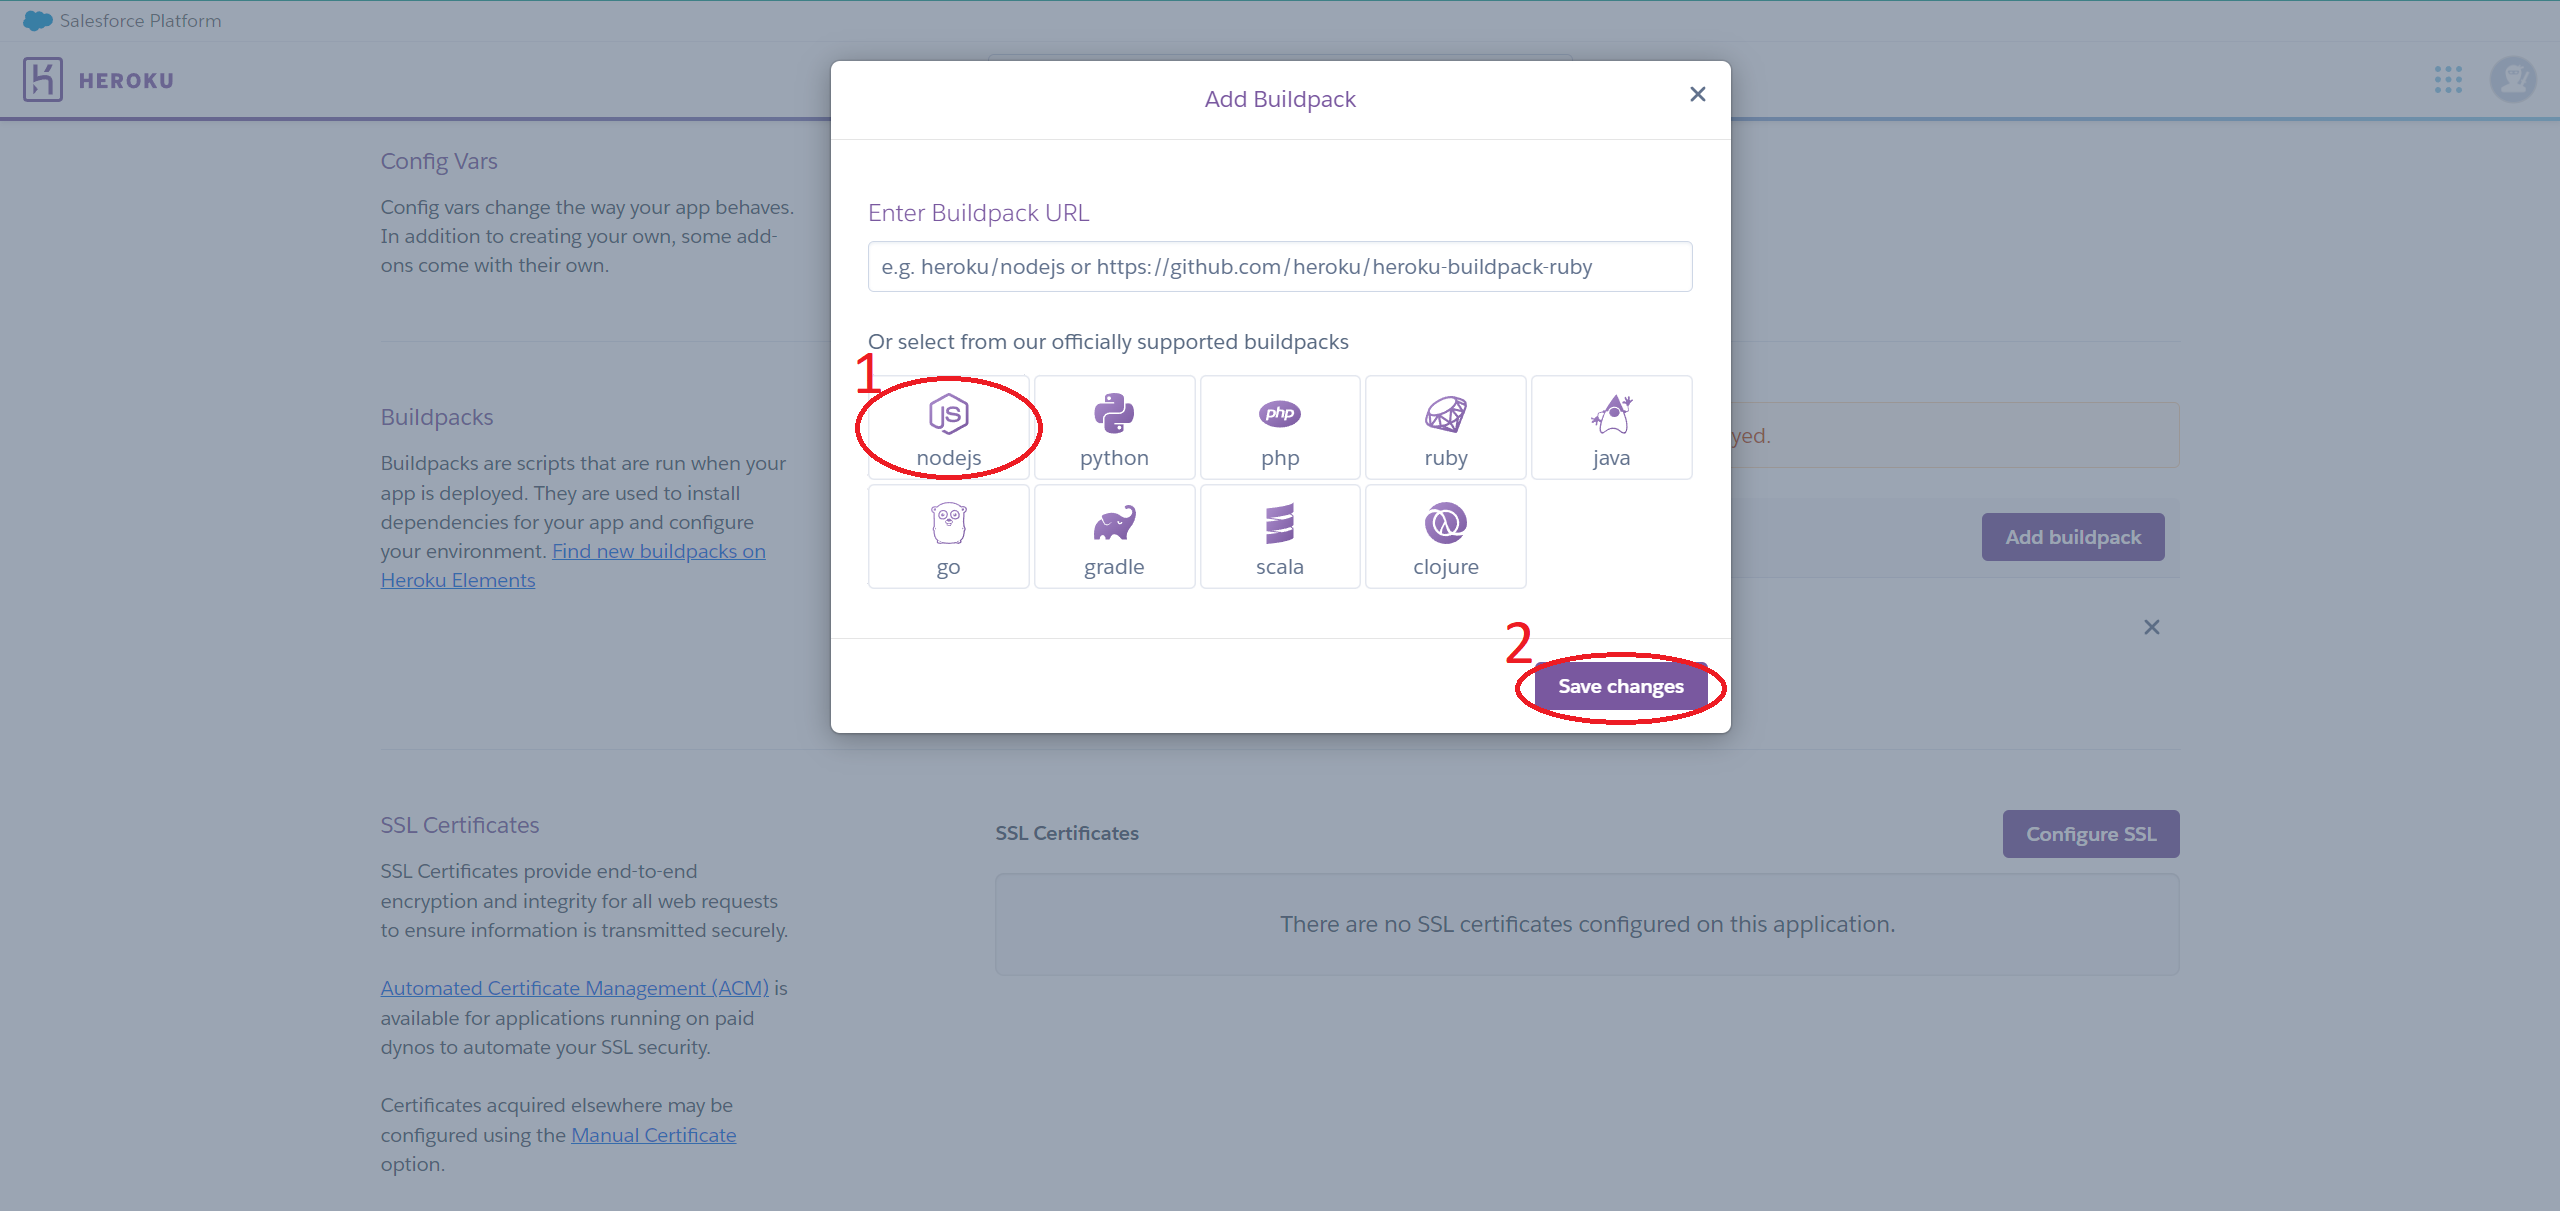 Salesforce Platform
HEROKU
Add Buildpack
Config Vars
Config vars change the way your app behaves.
In addition to creating your own, some add-
ons come with their own.
Enter Buildpack URL
e.g. heroku/nodejs or https://github.com/heroku/heroku-buildpack-ruby
Or select from our officially supported buildpacks
1
nodejs
python
php
php
ruby
java
go
gradle
scala
clojure
2
Save changes
Buildpacks
Buildpacks are scripts that are run when your
app is deployed. They are used to install
dependencies for your app and configure
your environment. Find new buildpacks on
Heroku Elements
yed.
Add buildpack
SSL Certificates
SSL Certificates provide end-to-end
encryption and integrity for all web requests
to ensure information is transmitted securely.
Automated Certificate Management (ACM) is
available for applications running on paid
dynos to automate your SSL security.
Certificates acquired elsewhere may be
configured using the Manual Certificate
option.
SSL Certificates
Configure SSL
There are no SSL certificates configured on this application.